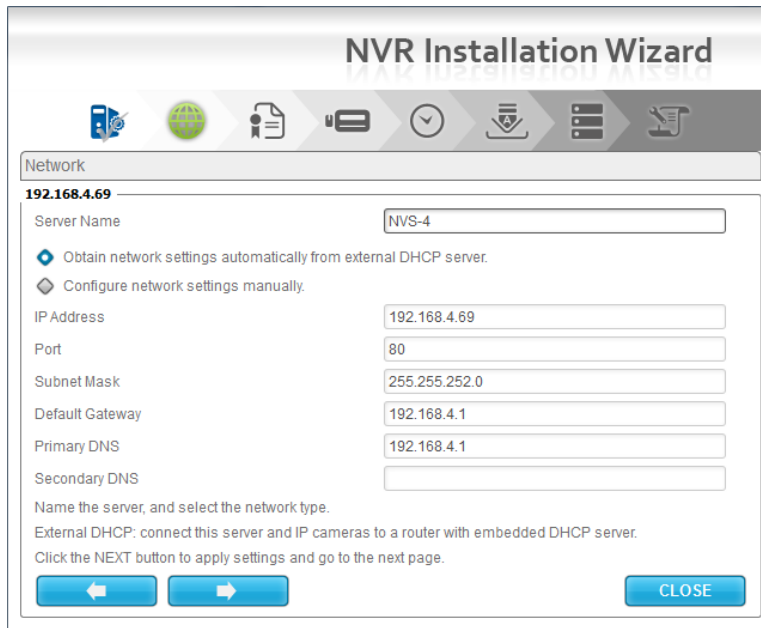 NVR Installation Wizard
Network
192.168.4.69
Server Name NVS-4
Obtain network settings automatically from external DHCP server.
Configure network settings manually.
IP Address 192.168.4.69
Port 80
Subnet Mask 255.255.252.0
Default Gateway 192.168.4.1
Primary DNS 192.168.4.1
Secondary DNS
Name the server, and select the network type.
External DHCP: connect this server and IP cameras to a router with embedded DHCP server.
Click the NEXT button to apply settings and go to the next page.
CLOSE